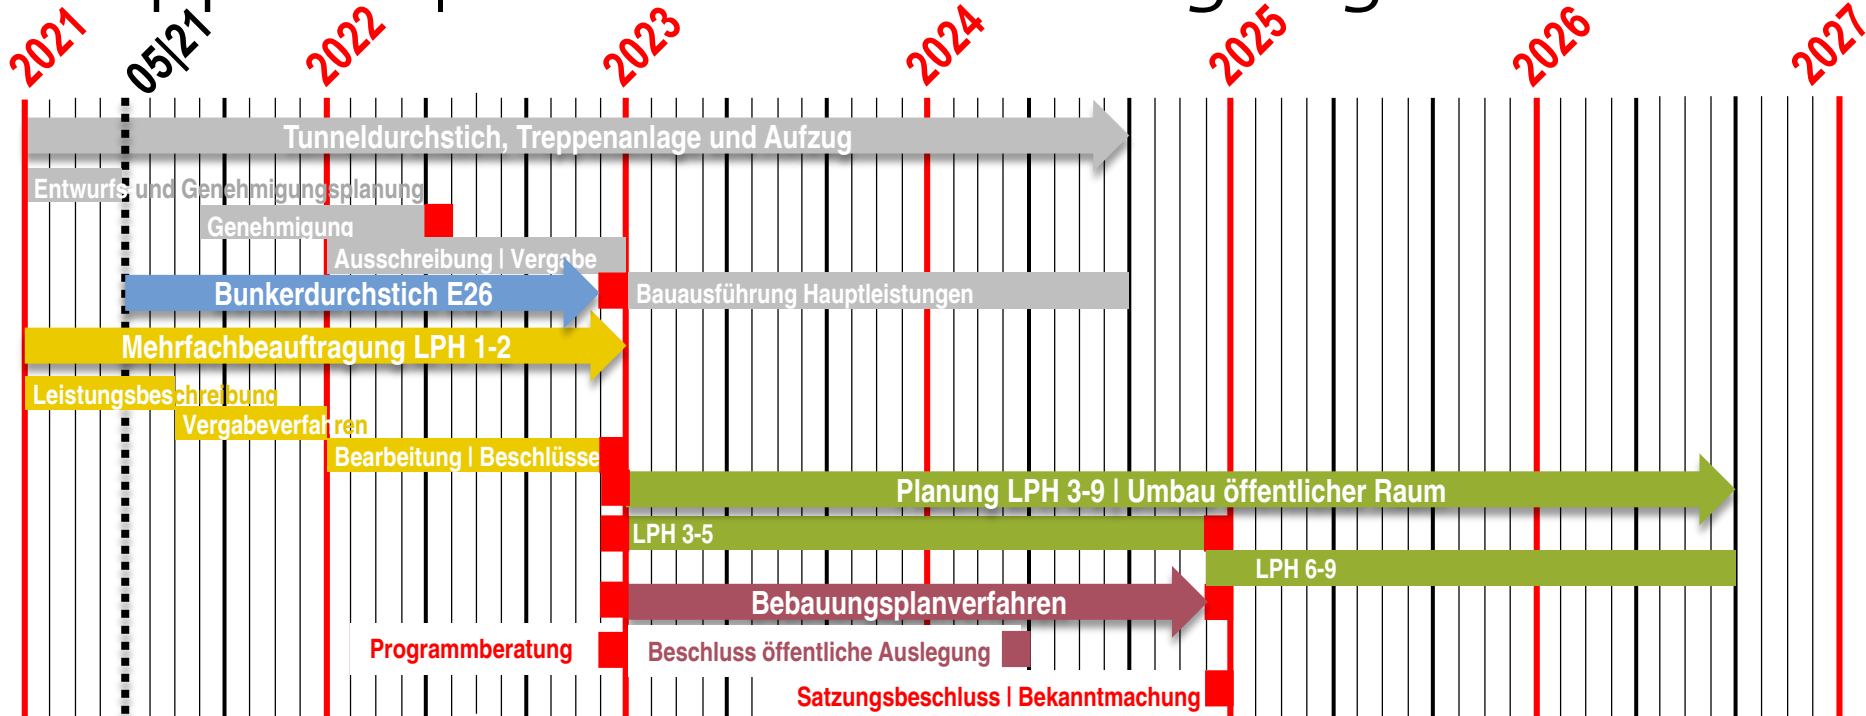 2021
05|21
2022
2023
2024
2025
2026
2027
Tunneldurchstich, Treppenanlage und Aufzug
Entwurfs-und Genehmigungsplanung
Genehmigung
Ausschreibung | Vergabe
Bunkerdurchstich E26
Bauausführung Hauptleistungen
Mehrfachbeauftragung LPH 1-2
Leistungsbeschreibung
Vergabeverfahren
Bearbeitung | Beschlüsse
Planung LPH 3-9 | Umbau öffentlicher Raum
LPH 3-5
LPH 6-9
Bebauungsplanverfahren
Programmberatung
Beschluss öffentliche Auslegung
Satzungsbeschluss | Bekanntmachung